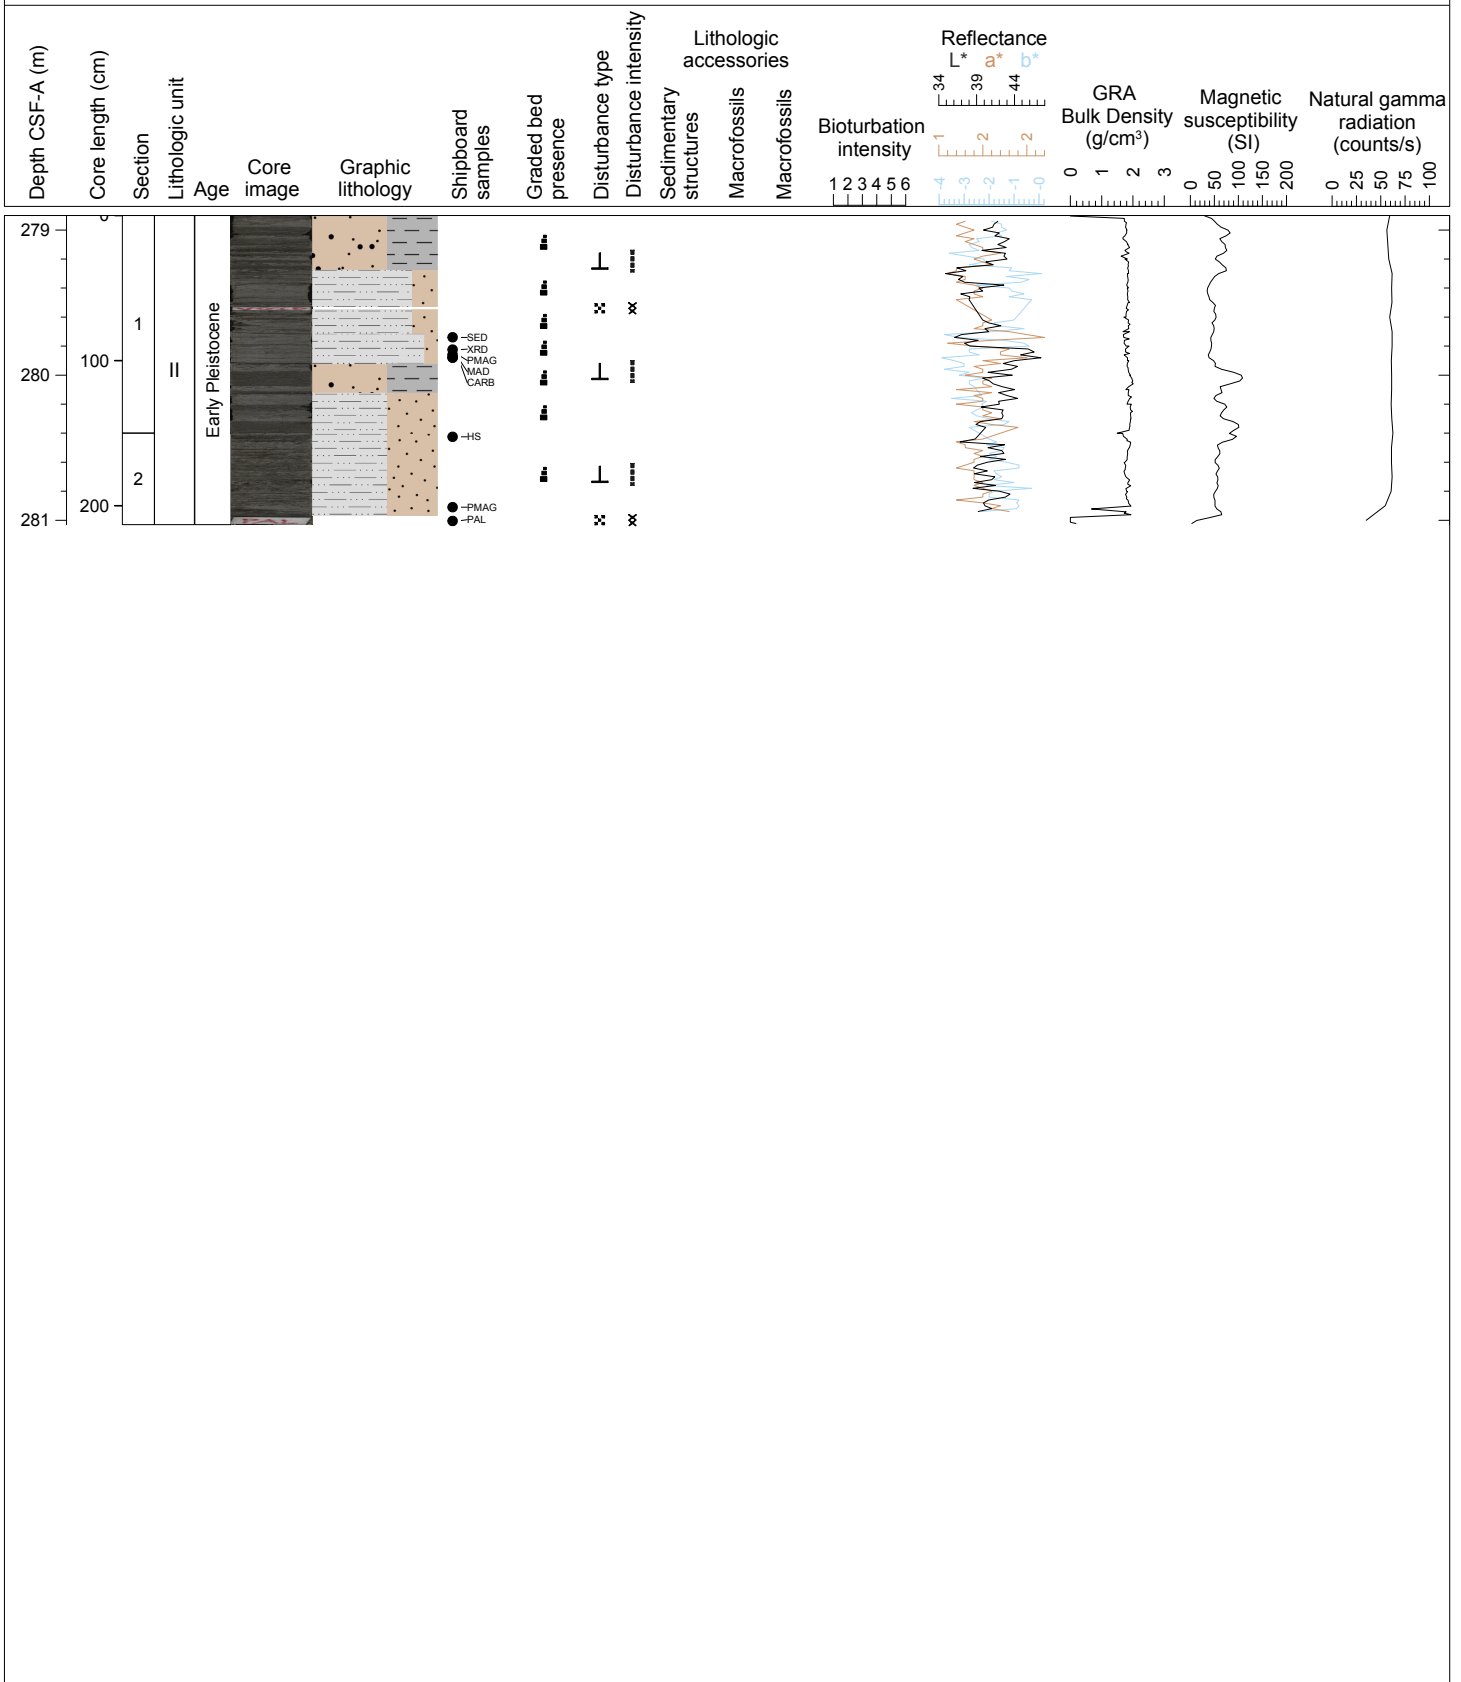 Depth CSF-A (m)
Core length (cm)
Section
Lithologic unit
Age
Core
image
Graphic
lithology
Shipboard
samples
Graded bed
presence
Disturbance type
Disturbance intensity
Lithologic
accessories
Sedimentary
structures
Macrofossils
Macrofossils
Bioturbation
intensity
1 2 3 4 5 6
Reflectance
L* a* b*
34 39 44
1 2 2
-4 -3 -2 -1 -0
GRA
Bulk Density
(g/cm³)
0 1 2 3
Magnetic
susceptibility
(SI)
0 50 100 150 200
Natural gamma
radiation
(counts/s)
0 25 50 75 100
279
280
281
0
100
200
1
2
II
Early Pleistocene
SED
XRD
PMAG
MAD
CARB
HS
PMAG
PAL